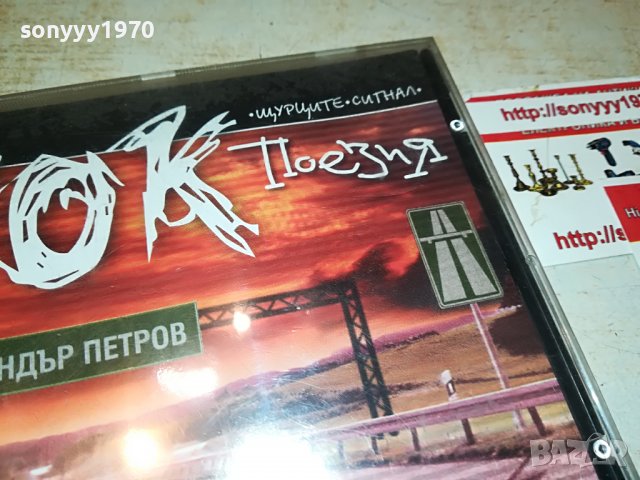 sonyyy1970
•ЩУРЦИТЕ•СИГНАЛ•
ОК Поезия
НДЪР ПЕТРОВ
http://sonyyy19
http://s
BAZAR